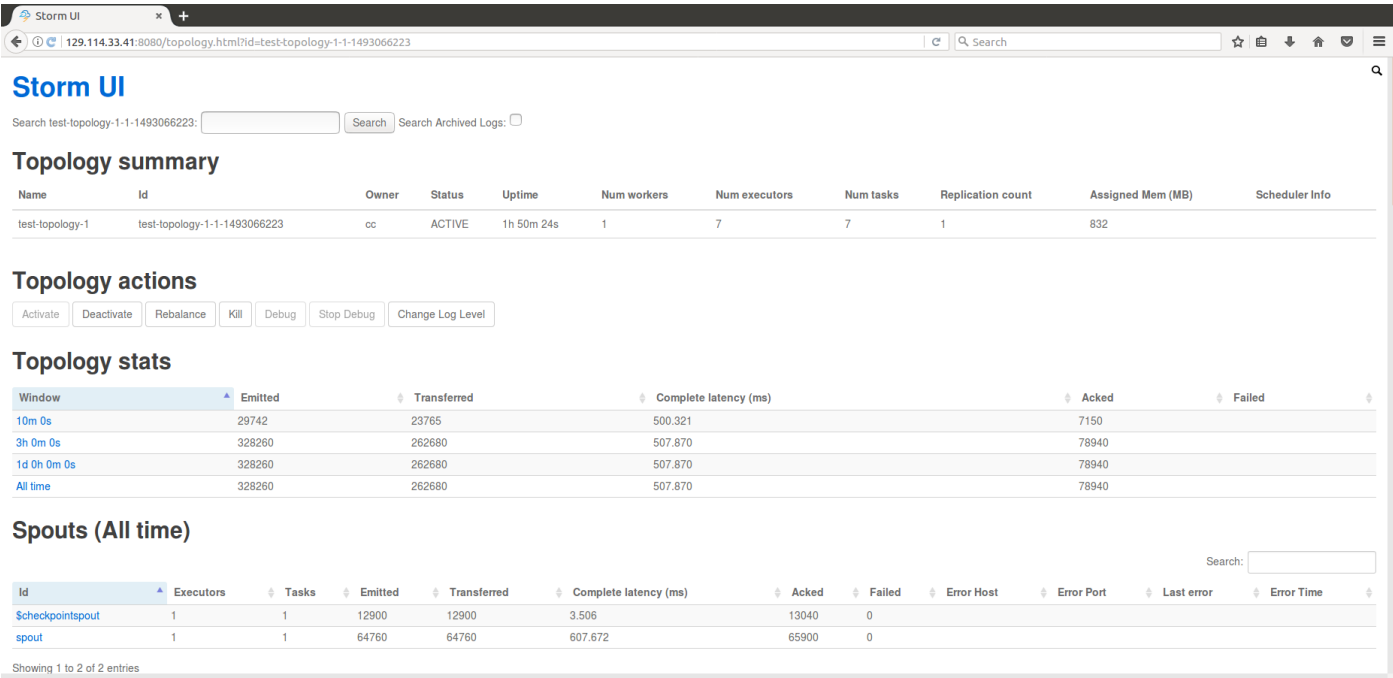 Storm UI
129.114.33.41:8080/topology.html?id=test-topology-1-1-1493066223 Search
Storm UI
Search test-topology-1-1-1493066223: Search Search Archived Logs:
Topology summary
Name Id Owner Status Uptime Num workers Num executors Num tasks Replication count Assigned Mem (MB) Scheduler Info
test-topology-1 test-topology-1-1-1493066223 cc ACTIVE 1h 50m 24s 1 7 7 1 832
Topology actions
Activate Deactivate Rebalance Kill Debug Stop Debug Change Log Level
Topology stats
Window Emitted Transferred Complete latency (ms) Acked Failed
10m 0s 29742 23765 500.321 7150
3h 0m 0s 328260 262680 507.870 78940
1d 0h 0m 0s 328260 262680 507.870 78940
All time 328260 262680 507.870 78940
Spouts (All time)
Search:
Id Executors Tasks Emitted Transferred Complete latency (ms) Acked Failed Error Host Error Port Last error Error Time
$checkpointspout 1 1 12900 12900 3.506 13040 0
spout 1 1 64760 64760 607.672 65900 0
Showing 1 to 2 of 2 entries